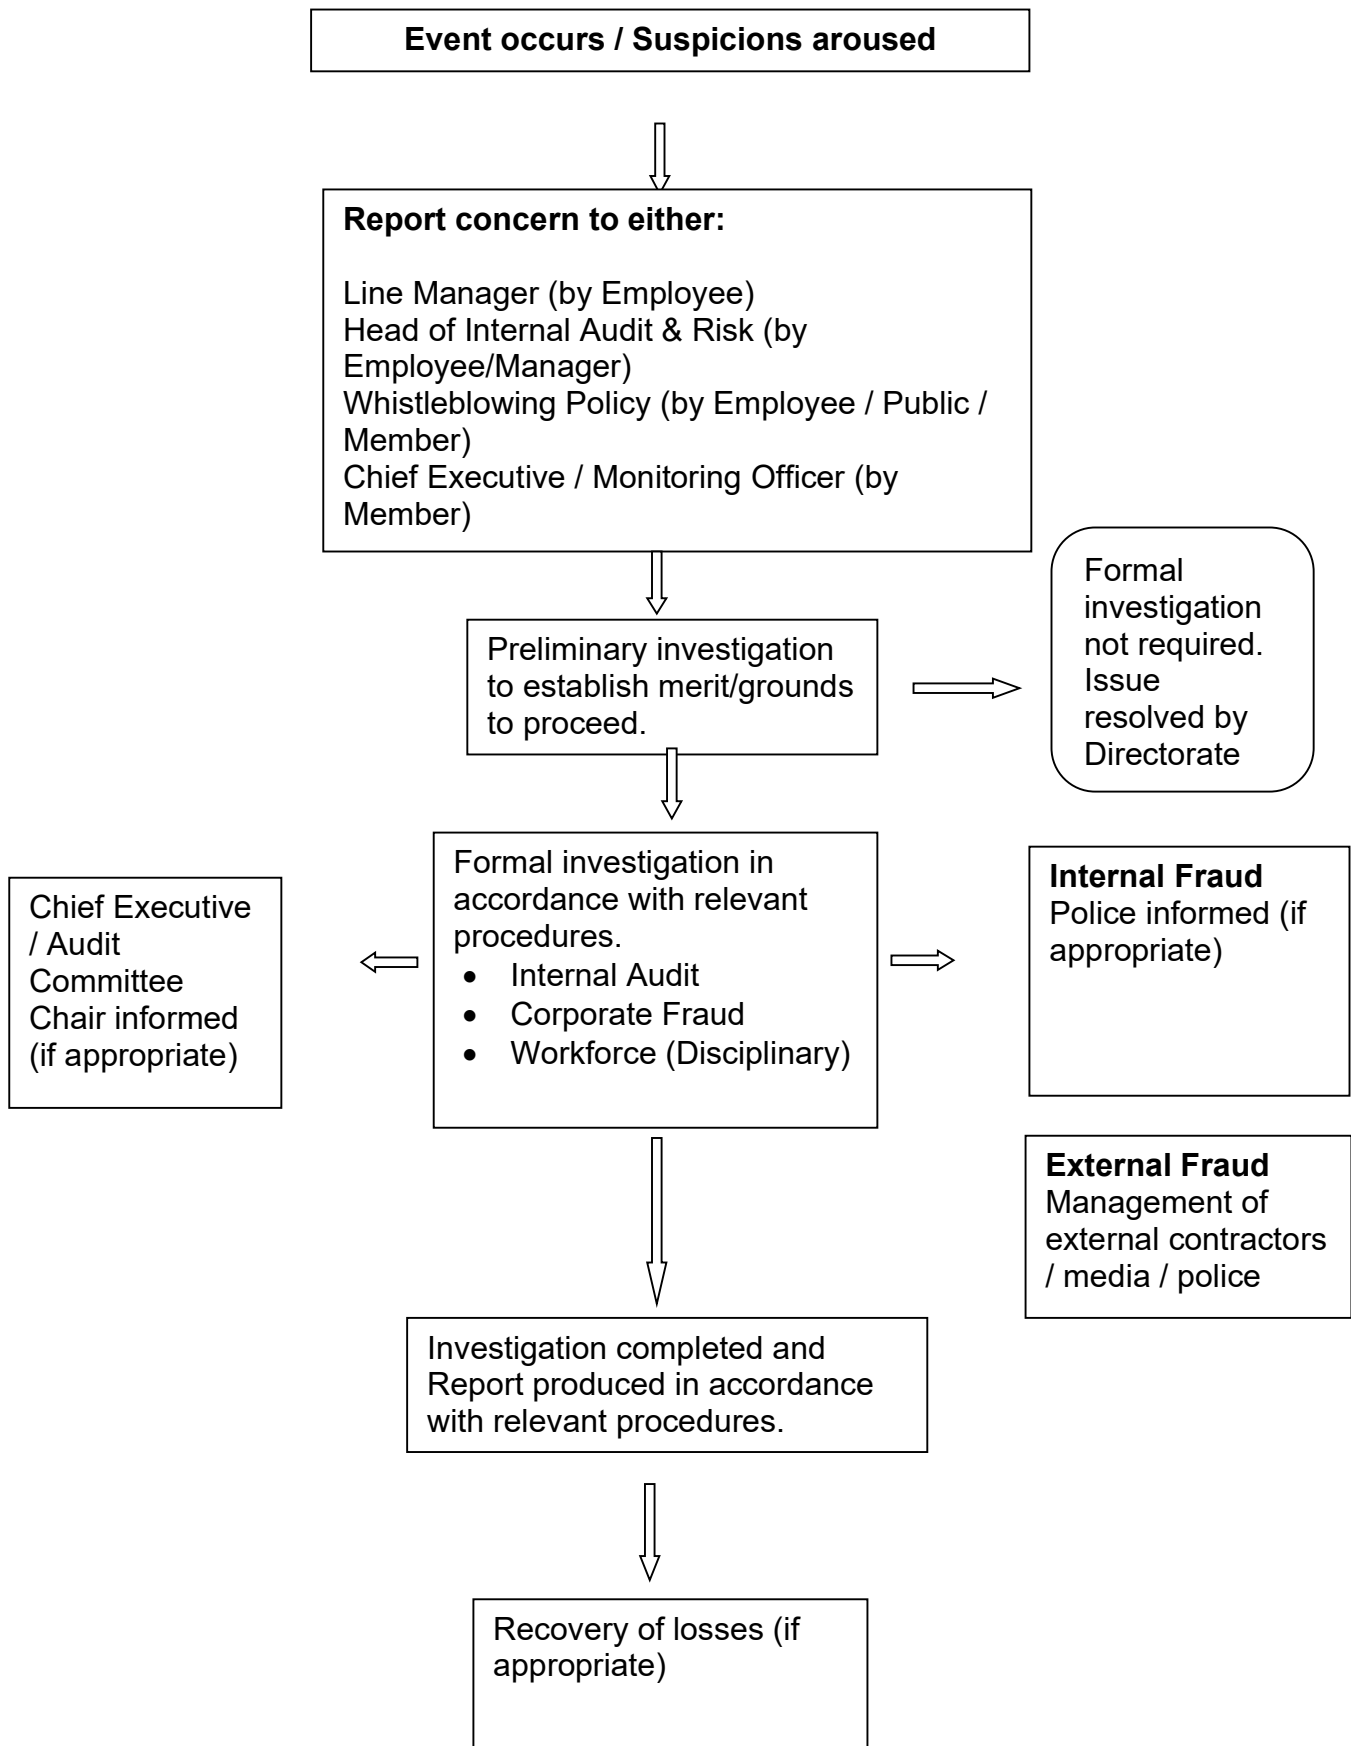 Event occurs / Suspicions aroused
Report concern to either:
Line Manager (by Employee)
Head of Internal Audit & Risk (by
Employee/Manager)
Whistleblowing Policy (by Employee / Public /
Member)
Chief Executive / Monitoring Officer (by
Member)
Formal
investigation
not required.
Issue
resolved by
Directorate
Preliminary investigation
to establish merit/grounds
to proceed.
Formal investigation in
accordance with relevant
procedures.
• Internal Audit
• Corporate Fraud
• Workforce (Disciplinary)
Chief Executive
/ Audit
Committee
Chair informed
(if appropriate)
Internal Fraud
Police informed (if
appropriate)
External Fraud
Management of
external contractors
/ media / police
Investigation completed and
Report produced in accordance
with relevant procedures.
Recovery of losses (if
appropriate)